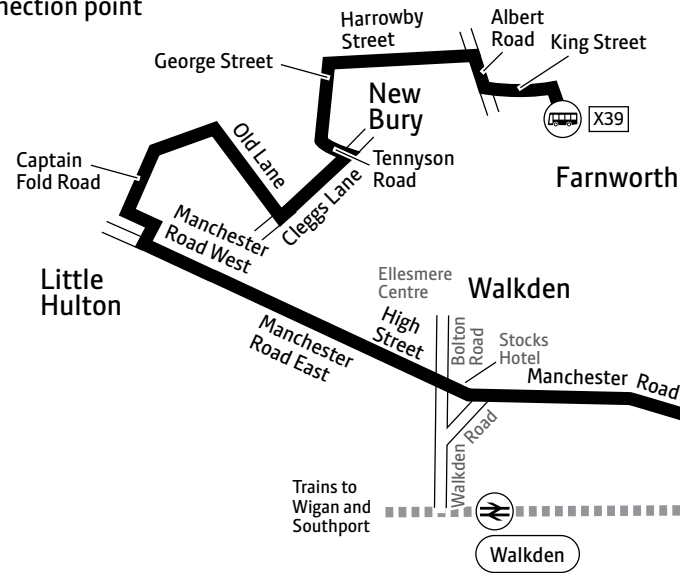 nnection point
Harrowby
Street
Albert
Road
King Street
George Street
New
Bury
X39
Captain
Fold Road
Old Lane
Tennyson
Road
Farnworth
Cleggs Lane
Manchester
Road West
Little
Hulton
Ellesmere
Centre
Walkden
High
Street
Bolton
Road
Stocks
Hotel
Manchester
Road East
Manchester Road
Walkden
Road
Trains to
Wigan and
Southport
Walkden